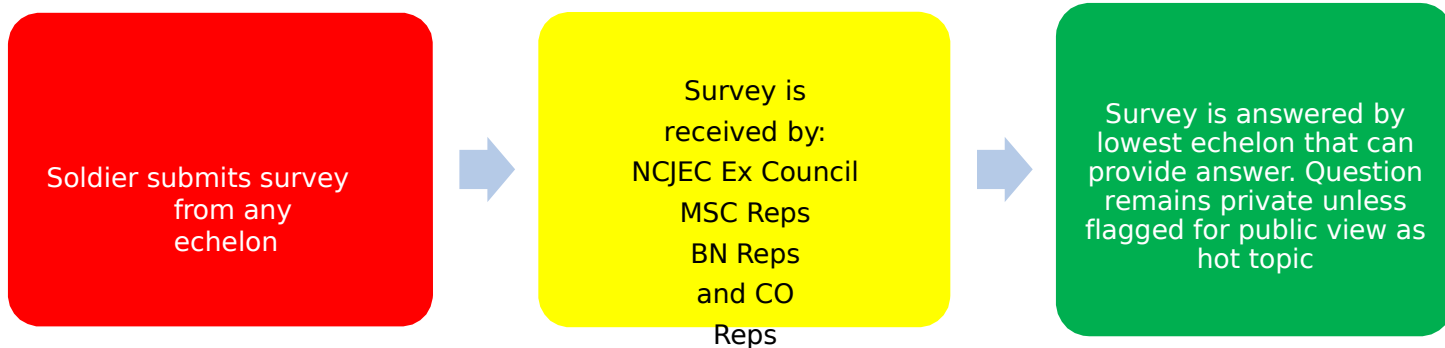 Soldier submits survey
from any
echelon
Survey is
received by:
NCJEC Ex Council
MSC Reps
BN Reps
and CO
Reps
Survey is answered by
lowest echelon that can
provide answer. Question
remains private unless
flagged for public view as
hot topic